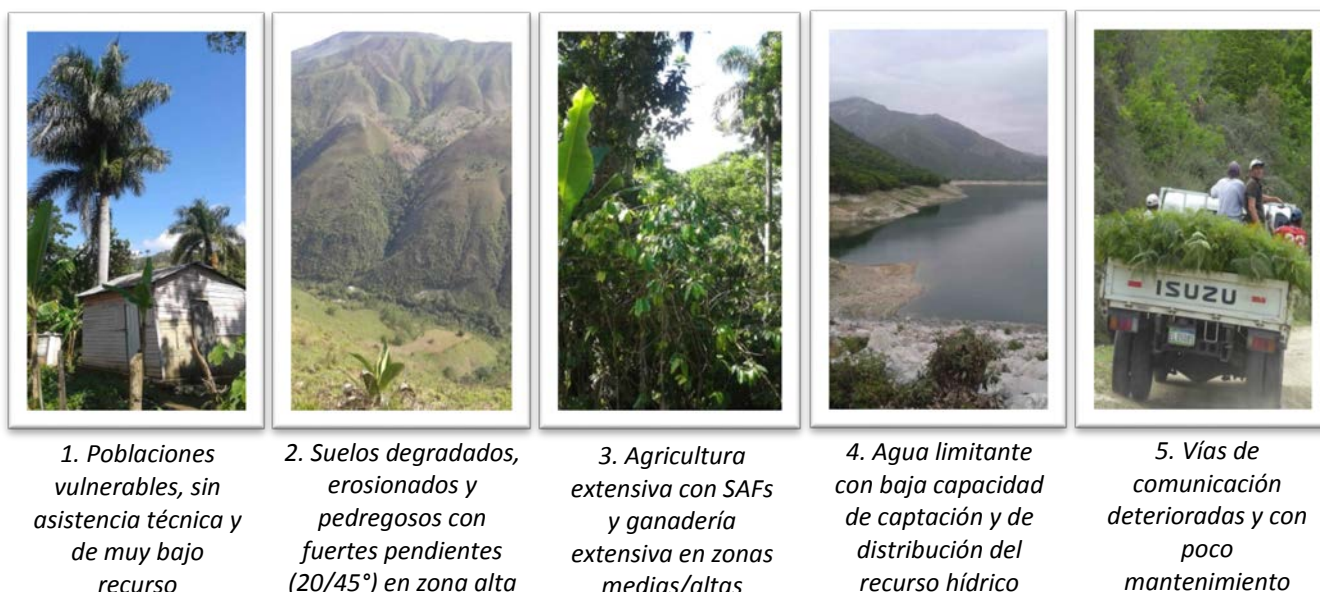 ISUZU
1. Poblaciones
vulnerables, sin
asistencia técnica y
de muy bajo
recurso
2. Suelos degradados,
erosionados y
pedregosos con
fuertes pendientes
(20/45°) en zona alta
3. Agricultura
extensiva con SAFs
y ganadería
extensiva en zonas
medias/altas
4. Agua limitante
con baja capacidad
de captación y de
distribución del
recurso hídrico
5. Vías de
comunicación
deterioradas y con
poco
mantenimiento